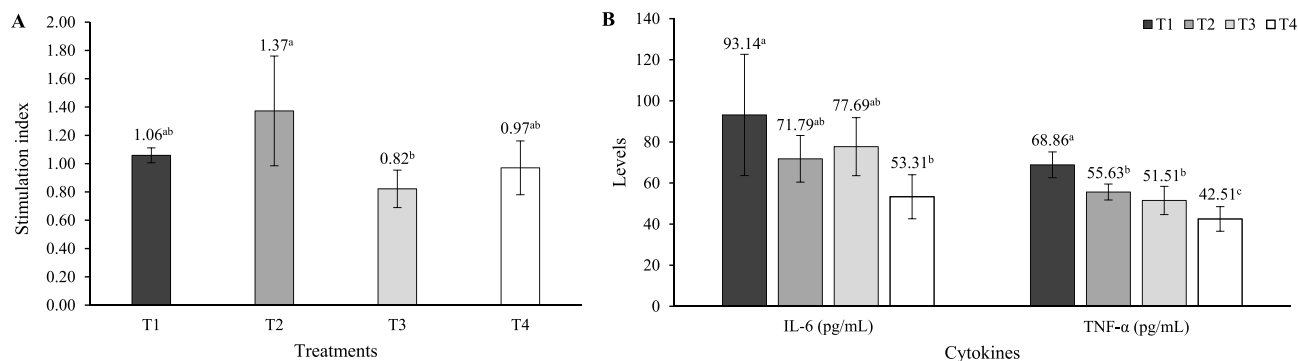 A
Stimulation index
2.00
1.80
1.60
1.40
1.20
1.00
0.80
0.60
0.40
0.20
0.00
1.06ab
1.37a
0.82b
0.97ab
T1 T2 T3 T4
Treatments
B
T1 T2 T3 T4
Levels
140
120
100
80
60
40
20
0
93.14a
71.79ab
77.69ab
53.31b
68.86a
55.63b
51.51b
42.51c
IL-6 (pg/mL) TNF-α (pg/mL)
Cytokines